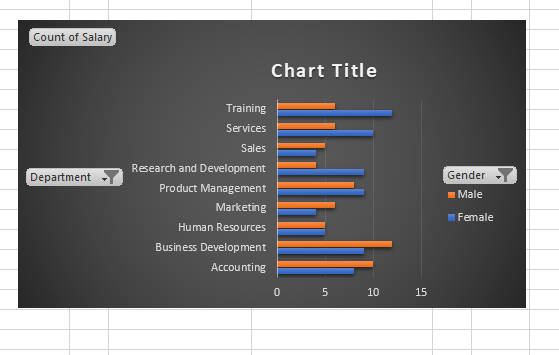 Count of Salary
Chart Title
Training
Services
Sales
Research and Development
Product Management
Marketing
Human Resources
Business Development
Accounting
Department
0 5 10 15
Gender
Male
Female